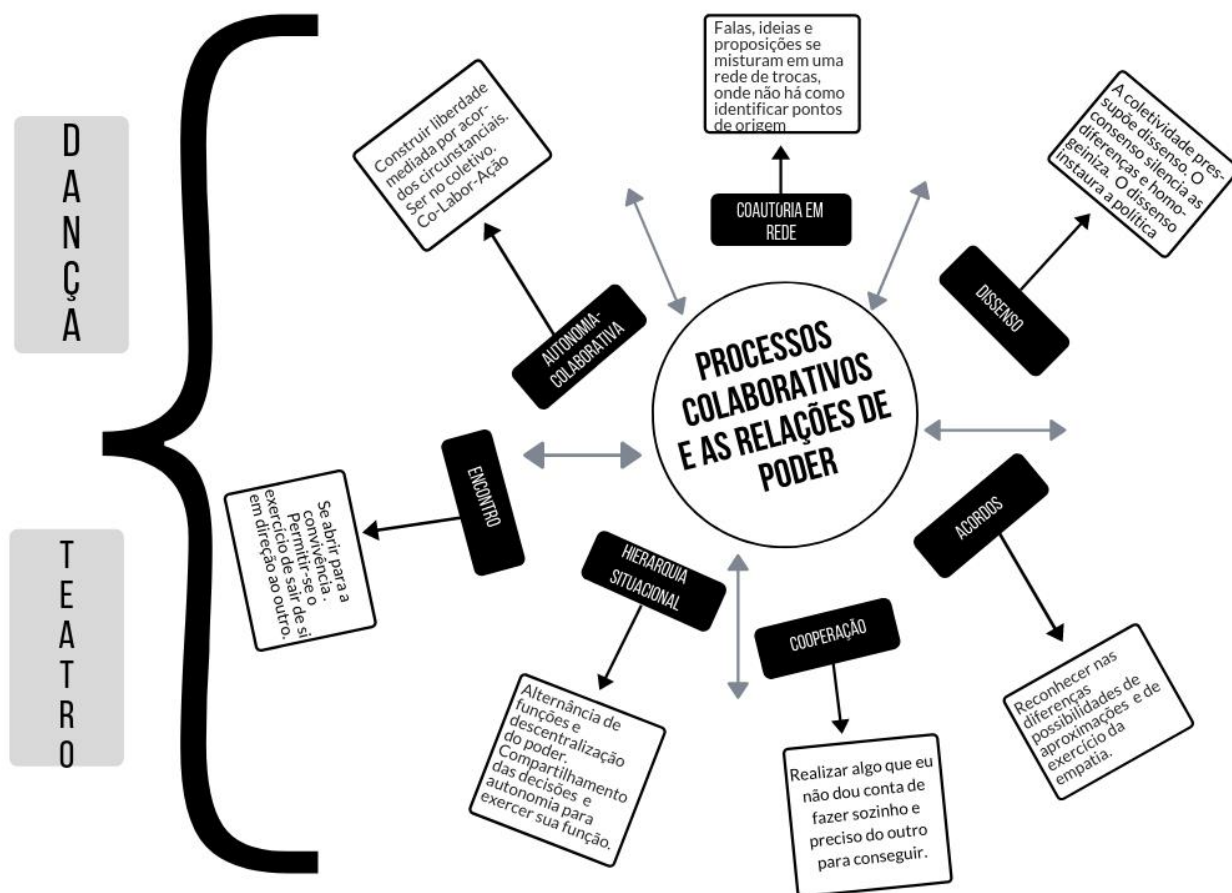 DANÇA
TEATRO
PROCESSOS
COLABORATIVOS
E AS RELAÇÕES DE
PODER
COAUTORIA EM
REDE
Falas, ideias e
proposições se
misturam em uma
rede de trocas,
onde não há como
identificar pontos
de origem
DISSENSO
A coletividade pres-
supõe dissenso. O
consenso silencia as
diferenças e homo-
geiniza. O dissenso
instaura a política
ACORDOS
Reconhecer nas
diferenças
possibilidades de
aproximações e de
exercício da
empatia.
COOPERAÇÃO
Realizar algo que eu
não dou conta de
fazer sozinho e
preciso do outro
para conseguir.
HIERARQUIA
SITUACIONAL
Alternância de
funções e
descentralização
do poder.
Compartilhamento
das decisões e
autonomia para
exercer sua função.
ENCONTRO
Se abrir para a
convivência .
Permitir-se o
exercício de sair de si
em direção ao outro.
AUTONOMIA-
COLABORATIVA
Construir liberdade
mediada por acor-
dos circunstanciais.
Ser no coletivo.
Co-Labor-Ação